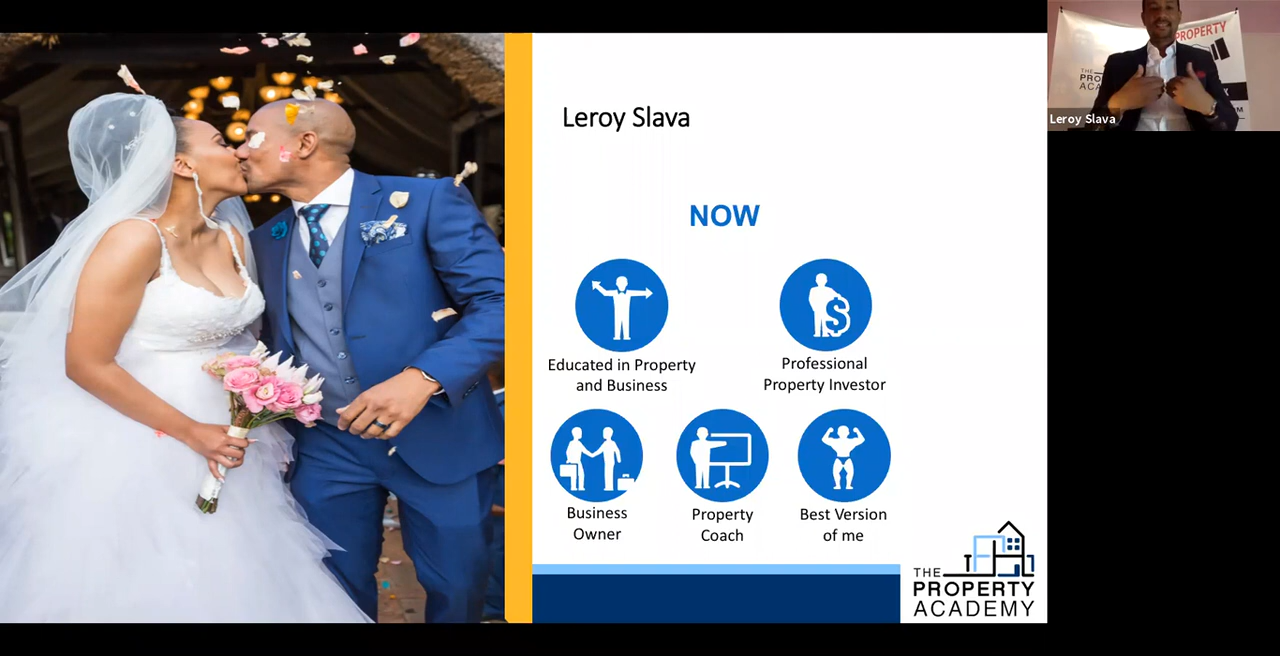 Leroy Slava
NOW
Educated in Property
and Business
Professional
Property Investor
Business
Owner
Property
Coach
Best Version
of me
THE
PROPERTY
ACADEMY
PROPERTY
THE
Leroy Slava